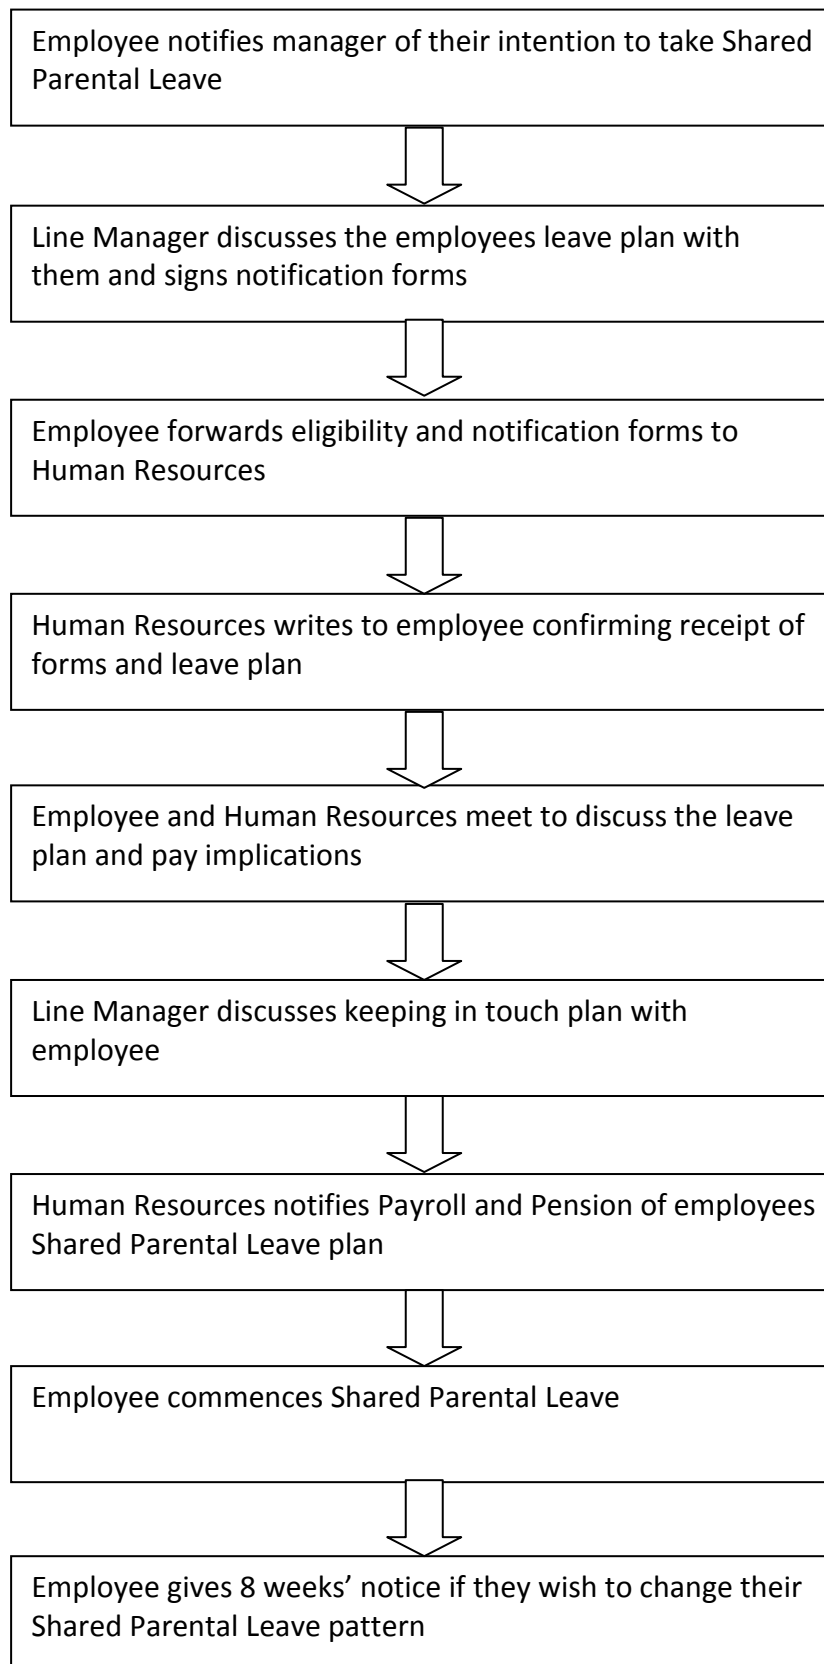 Employee notifies manager of their intention to take Shared
Parental Leave
Line Manager discusses the employees leave plan with
them and signs notification forms
Employee forwards eligibility and notification forms to
Human Resources
Human Resources writes to employee confirming receipt of
forms and leave plan
Employee and Human Resources meet to discuss the leave
plan and pay implications
Line Manager discusses keeping in touch plan with
employee
Human Resources notifies Payroll and Pension of employees
Shared Parental Leave plan
Employee commences Shared Parental Leave
Employee gives 8 weeks’ notice if they wish to change their
Shared Parental Leave pattern